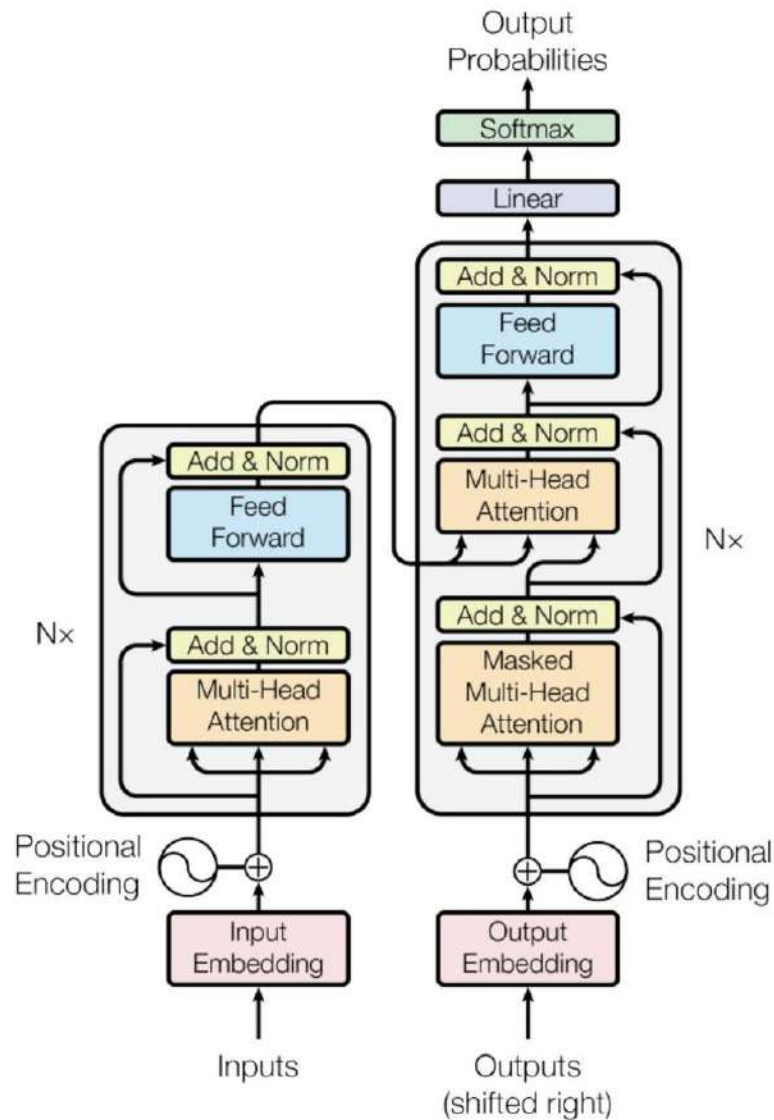 Output
Probabilities
Softmax
Linear
Add & Norm
Feed
Forward
Add & Norm
Multi-Head
Attention
Nx
Add & Norm
Masked
Multi-Head
Attention
Add & Norm
Feed
Forward
Nx
Add & Norm
Multi-Head
Attention
Positional
Encoding
Positional
Encoding
Input
Embedding
Output
Embedding
Inputs
Outputs
(shifted right)